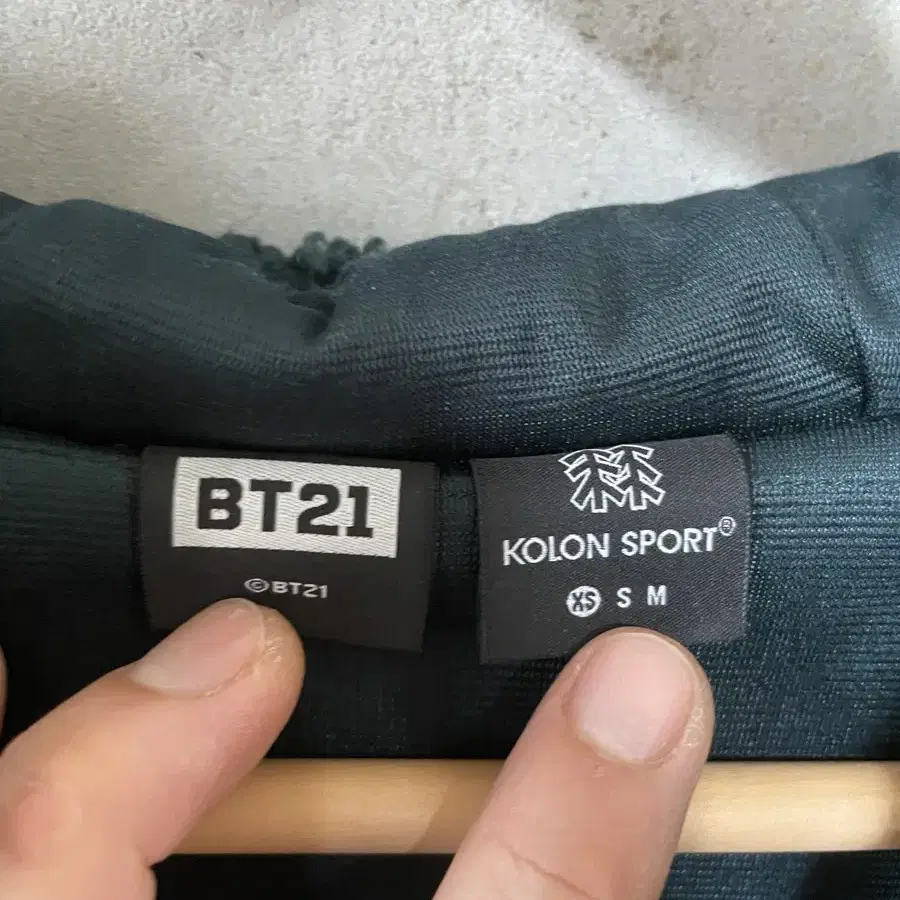 BT21
©BT21
KOLON SPORT®
XS S M